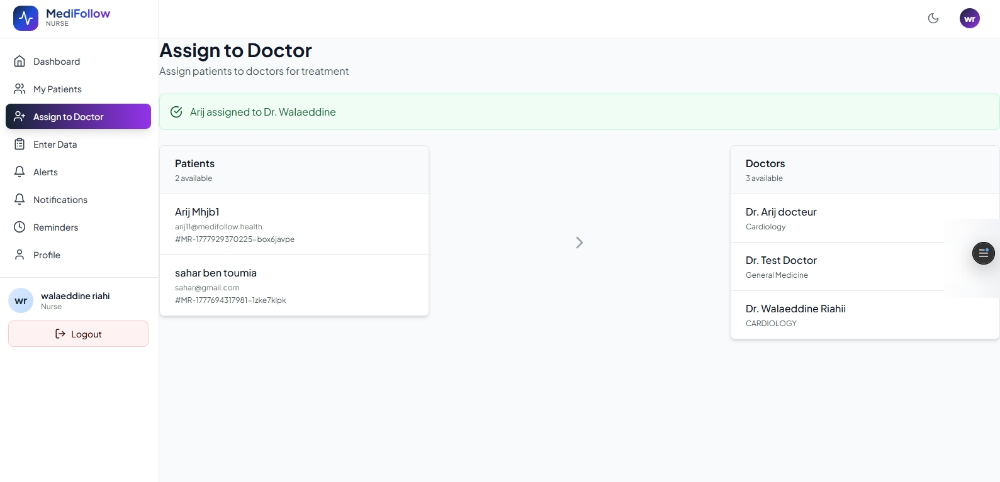 MediFollow
NURSE
wr
Dashboard
My Patients
Assign to Doctor
Enter Data
Alerts
Notifications
Reminders
Profile
wr
walaeddine riahi
Nurse
Logout
Assign to Doctor
Assign patients to doctors for treatment
Arij assigned to Dr. Walaeddine
Patients
2 available
Arij Mhjb1
arij11@medifollow.health
#MR-1777929370225-box6javpe
sahar ben toumia
sahar@gmail.com
#MR-1777694317981-1zke7klpk
Doctors
3 available
Dr. Arij docteur
Cardiology
Dr. Test Doctor
General Medicine
Dr. Walaeddine Riahii
CARDIOLOGY